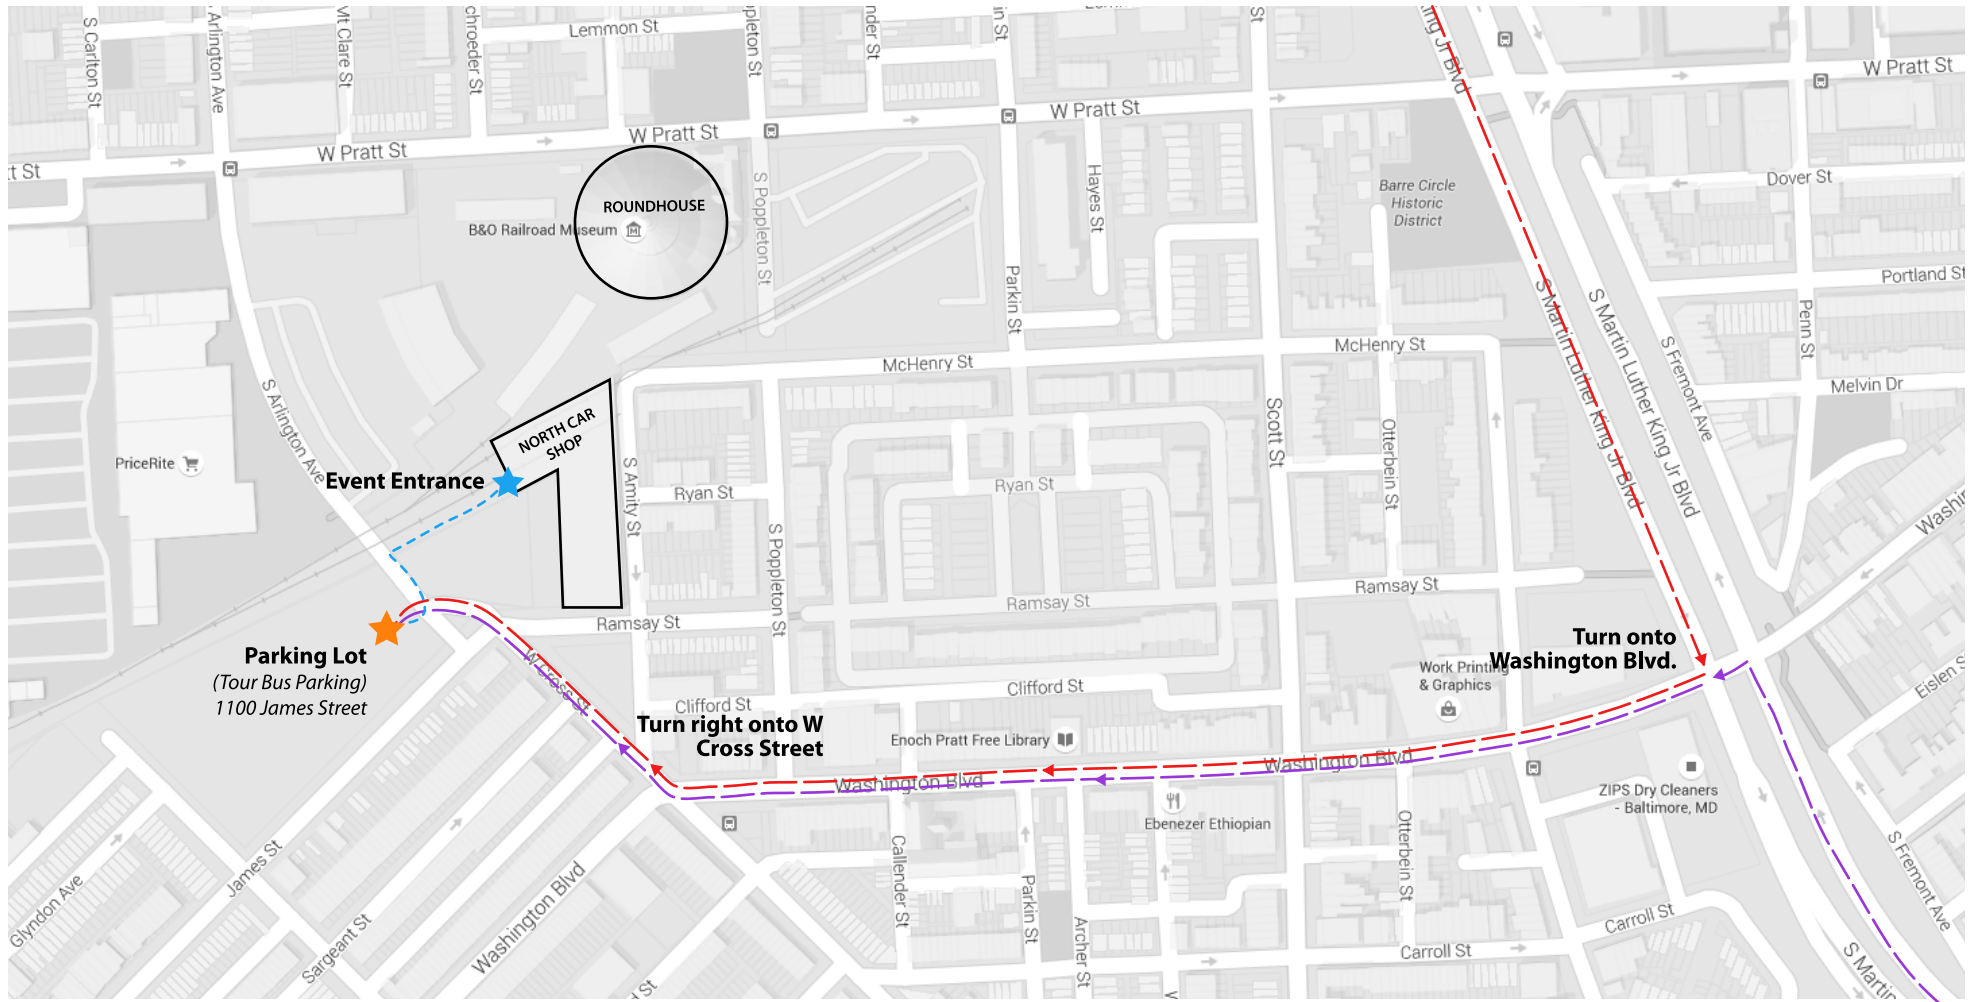 S Carlton St
Arlington Ave
Mt Clare St
Lemmon St
W Pratt St
W Pratt St
W Pratt St
W Pratt St
ROUNDHOUSE
B&O Railroad Museum
S Poppleton St
Hayes St
Parkin St
Barre Circle
Historic
District
Dover St
Portland St
Penn St
Melvin Dr
S Fremont Ave
S Martin Luther King Jr Blvd
S Martin Luther King Jr Blvd
McHenry St
McHenry St
S Arlington Ave
PriceRite
Event Entrance
NORTH CAR
SHOP
S Amity St
Ryan St
Ryan St
S Poppleton St
Scott St
Otterbein St
Ramsay St
Ramsay St
Ramsay St
Parking Lot
(Tour Bus Parking)
1100 James Street
W Cross St
Clifford St
Clifford St
Turn right onto W
Cross Street
Enoch Pratt Free Library
Work Printing
& Graphics
Turn onto
Washington Blvd.
Washington Blvd
Washington Blvd
Ebenezer Ethiopian
ZIPS Dry Cleaners
- Baltimore, MD
Otterbein St
Callender St
Parkin St
Archer St
Carroll St
Carroll St
S Fremont Ave
James St
Glyndon Ave
Sargeant St
Washington Blvd